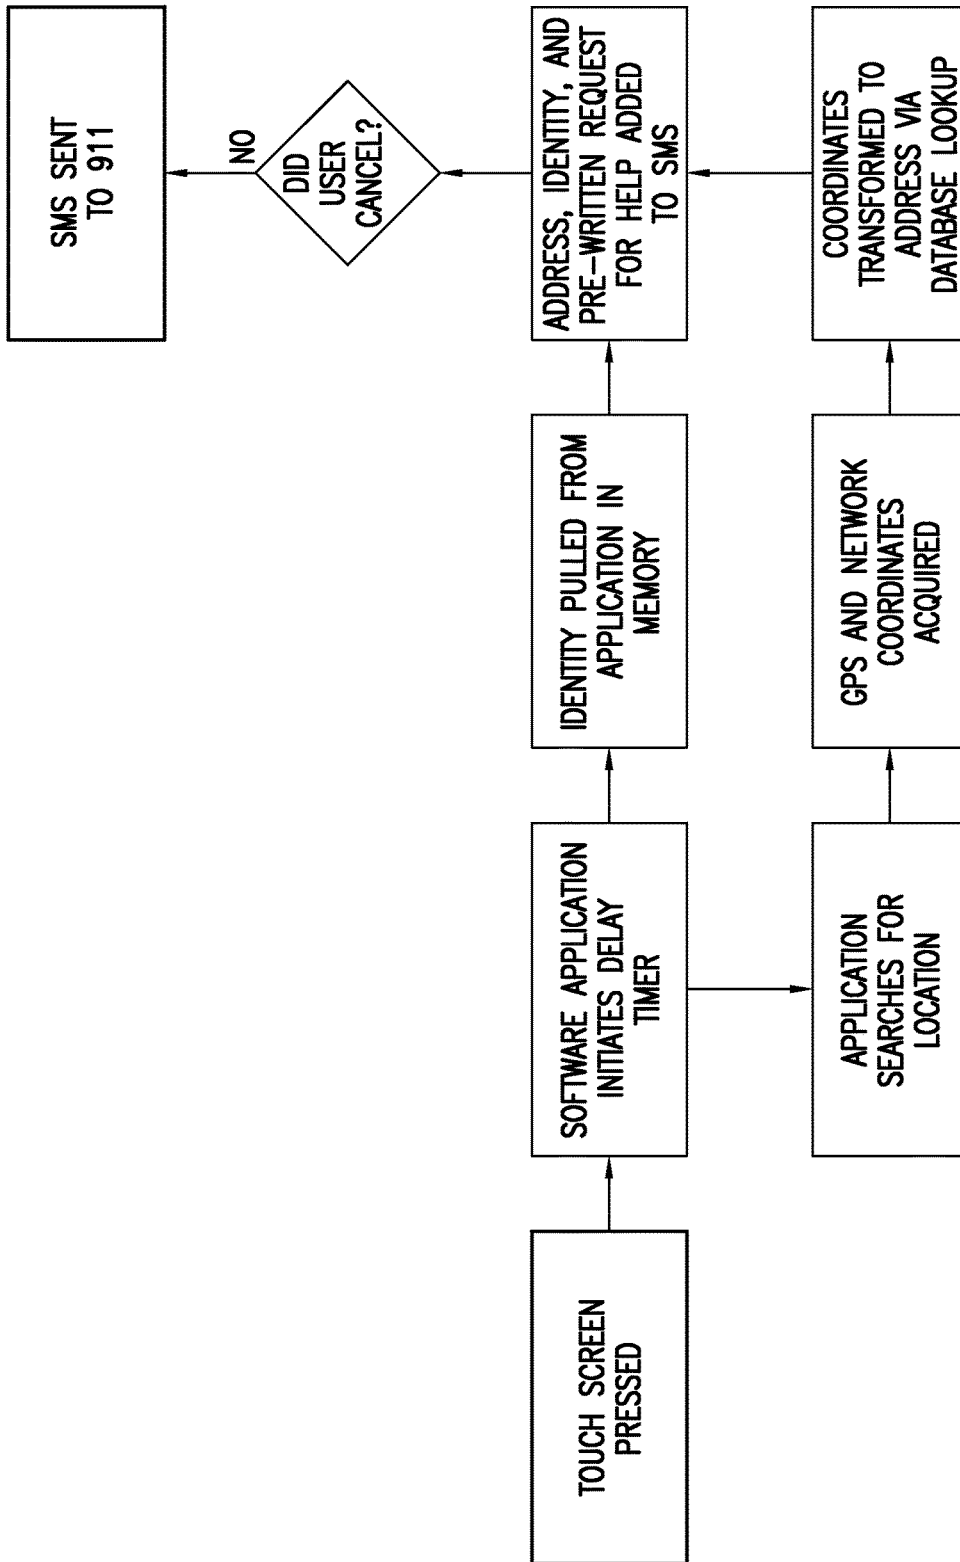 TOUCH SCREEN
PRESSED
SOFTWARE APPLICATION
INITIATES DELAY
TIMER
IDENTITY PULLED FROM
APPLICATION IN
MEMORY
ADDRESS, IDENTITY, AND
PRE-WRITTEN REQUEST
FOR HELP ADDED
TO SMS
APPLICATION
SEARCHES FOR
LOCATION
GPS AND NETWORK
COORDINATES
ACQUIRED
COORDINATES
TRANSFORMED TO
ADDRESS VIA
DATABASE LOOKUP
DID
USER
CANCEL?
NO
SMS SENT
TO 911